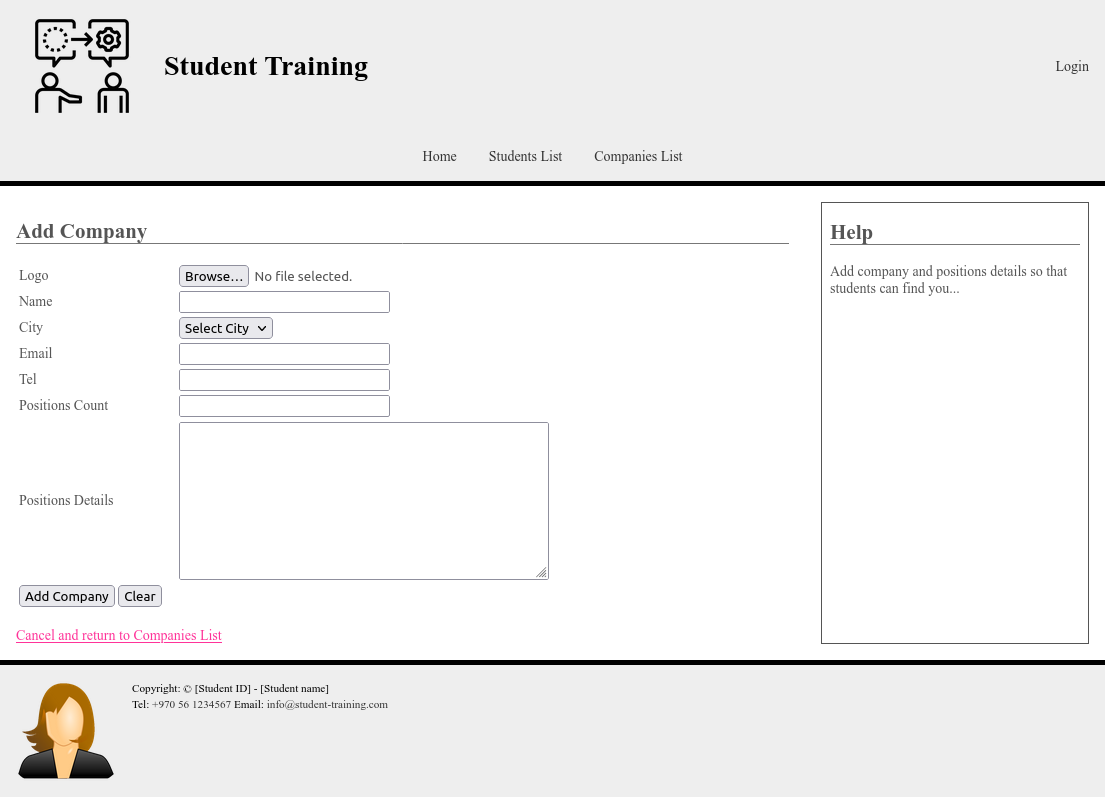 Student Training
Login
Home Students List Companies List
Add Company
Logo Browse... No file selected.
Name
City Select City
Email
Tel
Positions Count
Positions Details
Add Company Clear
Cancel and return to Companies List
Help
Add company and positions details so that
students can find you...
Copyright: © [Student ID] - [Student name]
Tel: +970 56 1234567 Email: info@student-training.com